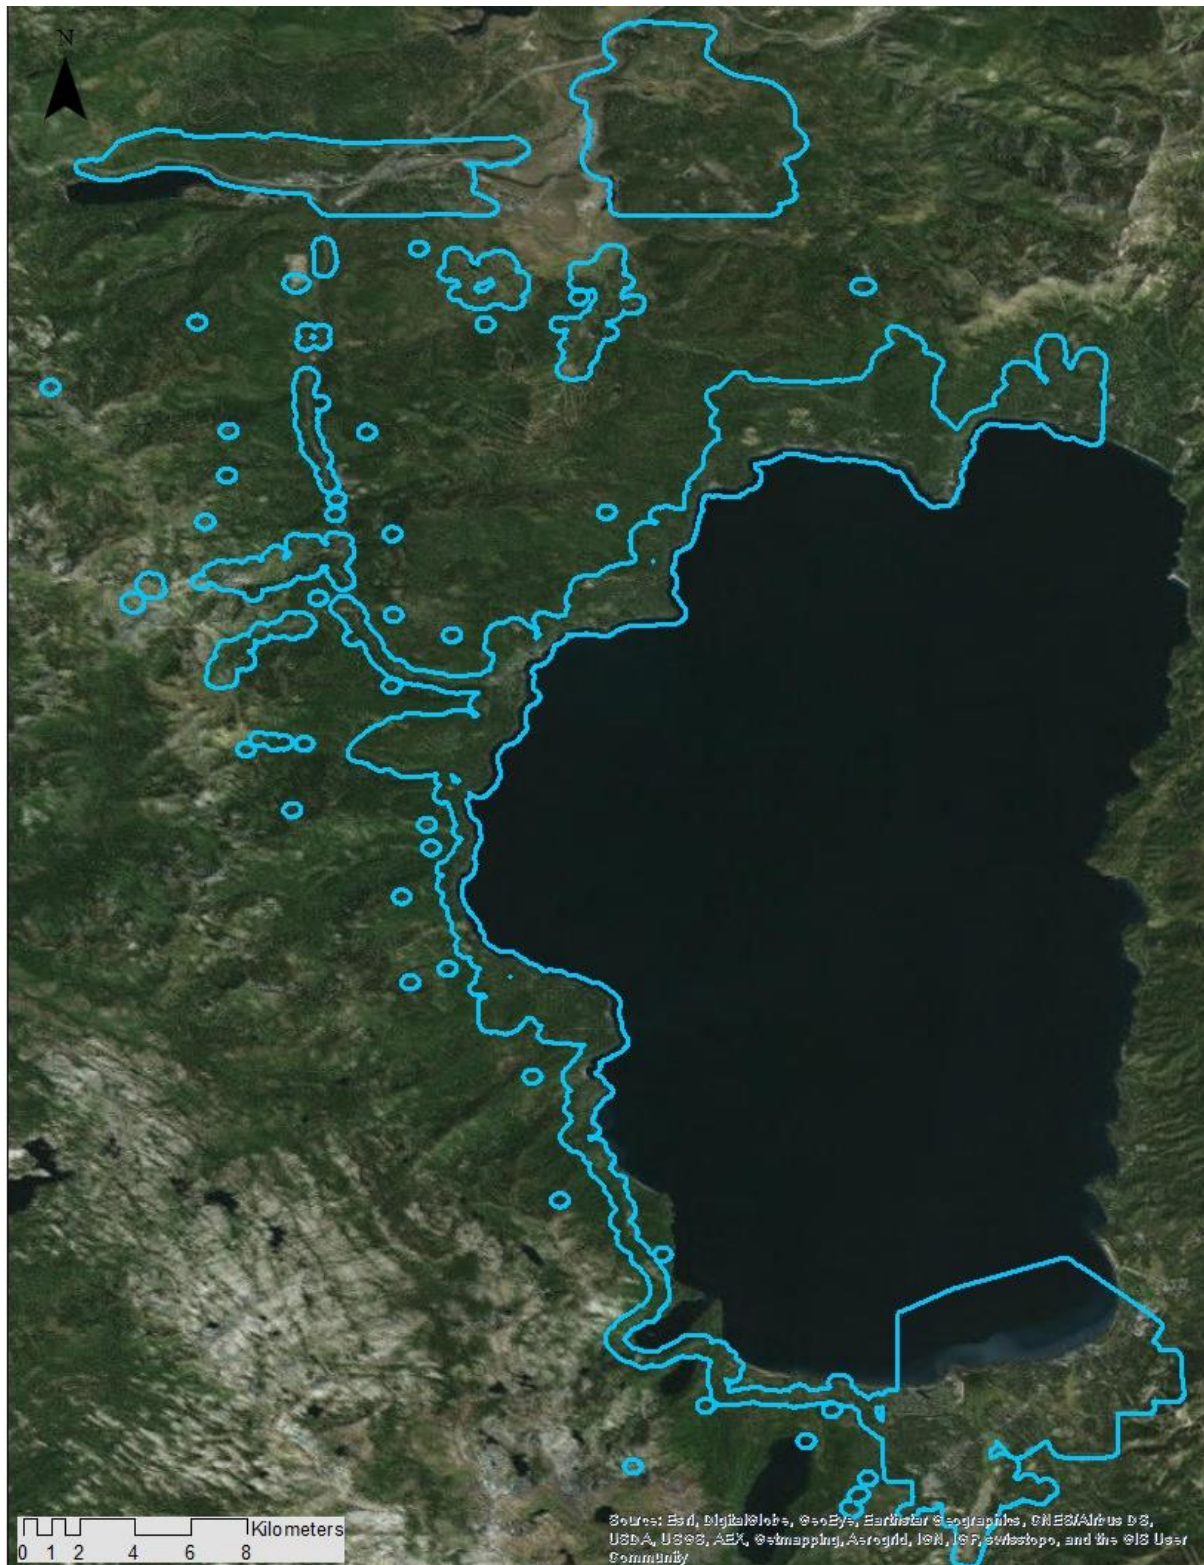 N
Kilometers
0 1 2 4 6 8
Source: Esri, DigitalGlobe, GeoEye, Earthstar Geographics, CNES/Airbus DS,
USDA, USGS, AEX, Getmapping, Aerogrid, IGN, IGP, swisstopo, and the GIS User
Community